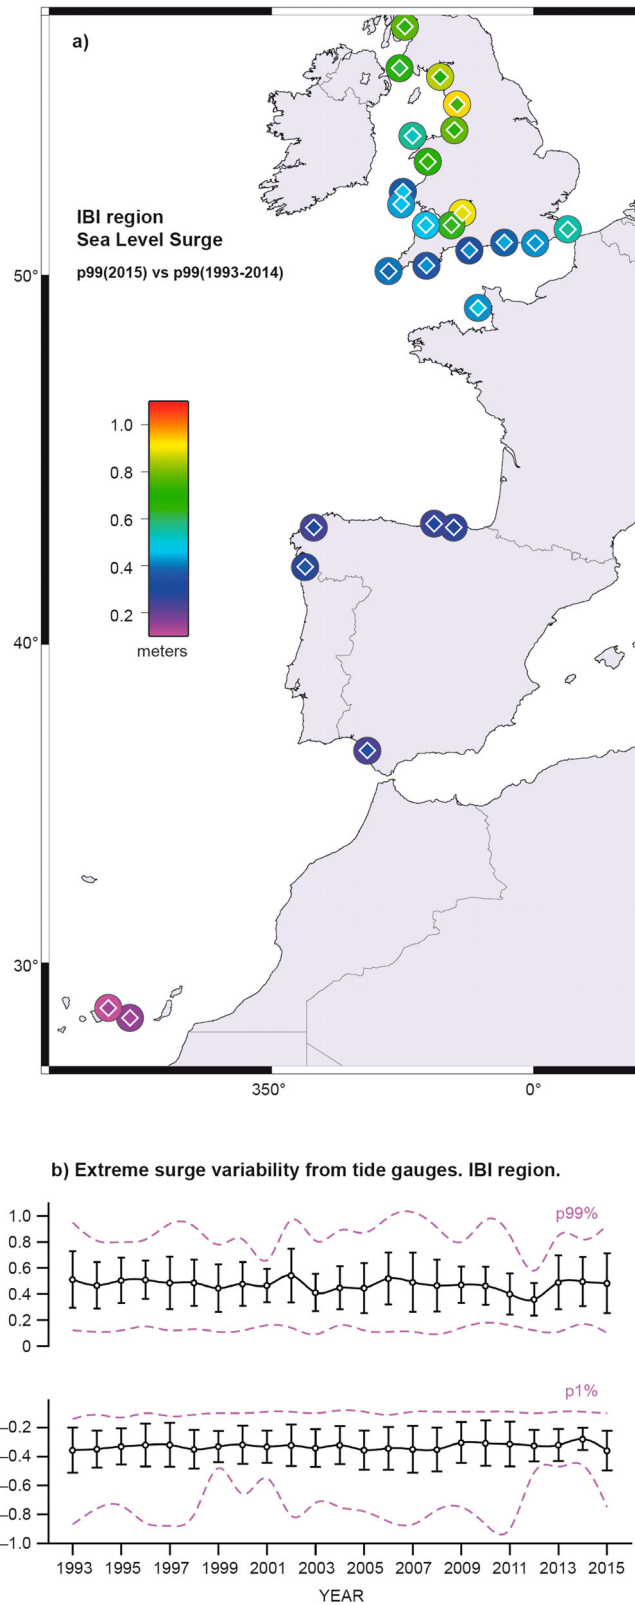 a)
IBI region
Sea Level Surge
p99(2015) vs p99(1993-2014)
50°
1.0
0.8
0.6
0.4
0.2
meters
40°
30°
350° 0°
b) Extreme surge variability from tide gauges. IBI region.
p99%
1.0
0.8
0.6
0.4
0.2
0
p1%
–0.2
–0.4
–0.6
–0.8
–1.0
1993 1995 1997 1999 2001 2003 2005 2007 2009 2011 2013 2015
YEAR